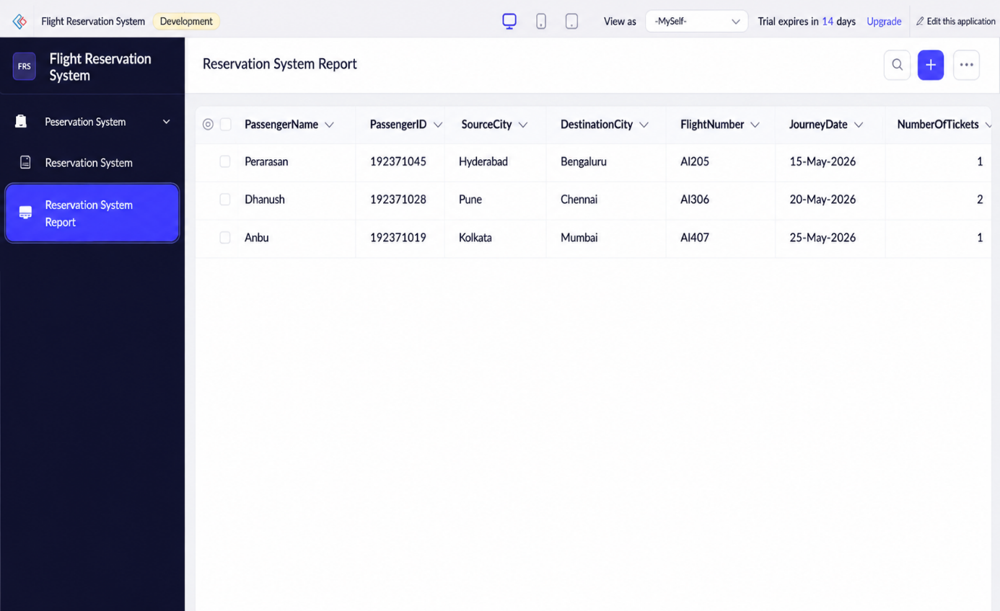 Flight Reservation System Development View as -MySelf- Trial expires in 14 days Upgrade Edit this application
FRS Flight Reservation
System
Peservation System
Reservation System
Reservation System
Report
Reservation System Report
PassengerName PassengerID SourceCity DestinationCity FlightNumber JourneyDate NumberOfTickets
Perarasan 192371045 Hyderabad Bengaluru AI205 15-May-2026 1
Dhanush 192371028 Pune Chennai AI306 20-May-2026 2
Anbu 192371019 Kolkata Mumbai AI407 25-May-2026 1